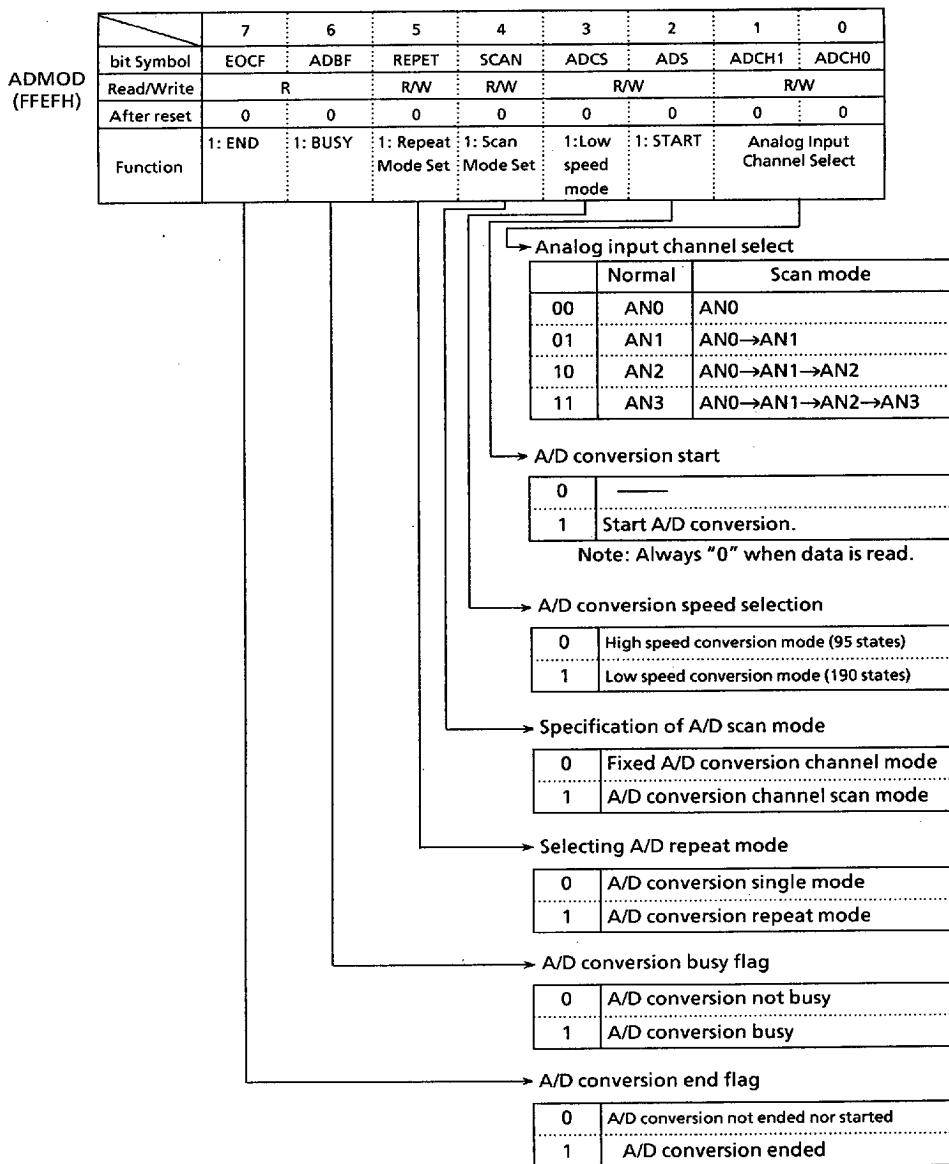 7 6 5 4 3 2 1 0
bit Symbol EOCF ADBF REPET SCAN ADCS ADS ADCH1 ADCH0
ADMOD
(FFEFH)
Read/Write R R/W R/W R/W R/W
After reset 0 0 0 0 0 0 0 0
Function 1: END 1: BUSY 1: Repeat Mode Set 1: Scan Mode Set 1:Low speed mode 1: START Analog Input Channel Select
Analog input channel select
Normal Scan mode
00 AN0 AN0
01 AN1 AN0→AN1
10 AN2 AN0→AN1→AN2
11 AN3 AN0→AN1→AN2→AN3
A/D conversion start
0 ——
1 Start A/D conversion.
Note: Always "0" when data is read.
A/D conversion speed selection
0 High speed conversion mode (95 states)
1 Low speed conversion mode (190 states)
Specification of A/D scan mode
0 Fixed A/D conversion channel mode
1 A/D conversion channel scan mode
Selecting A/D repeat mode
0 A/D conversion single mode
1 A/D conversion repeat mode
A/D conversion busy flag
0 A/D conversion not busy
1 A/D conversion busy
A/D conversion end flag
0 A/D conversion not ended nor started
1 A/D conversion ended